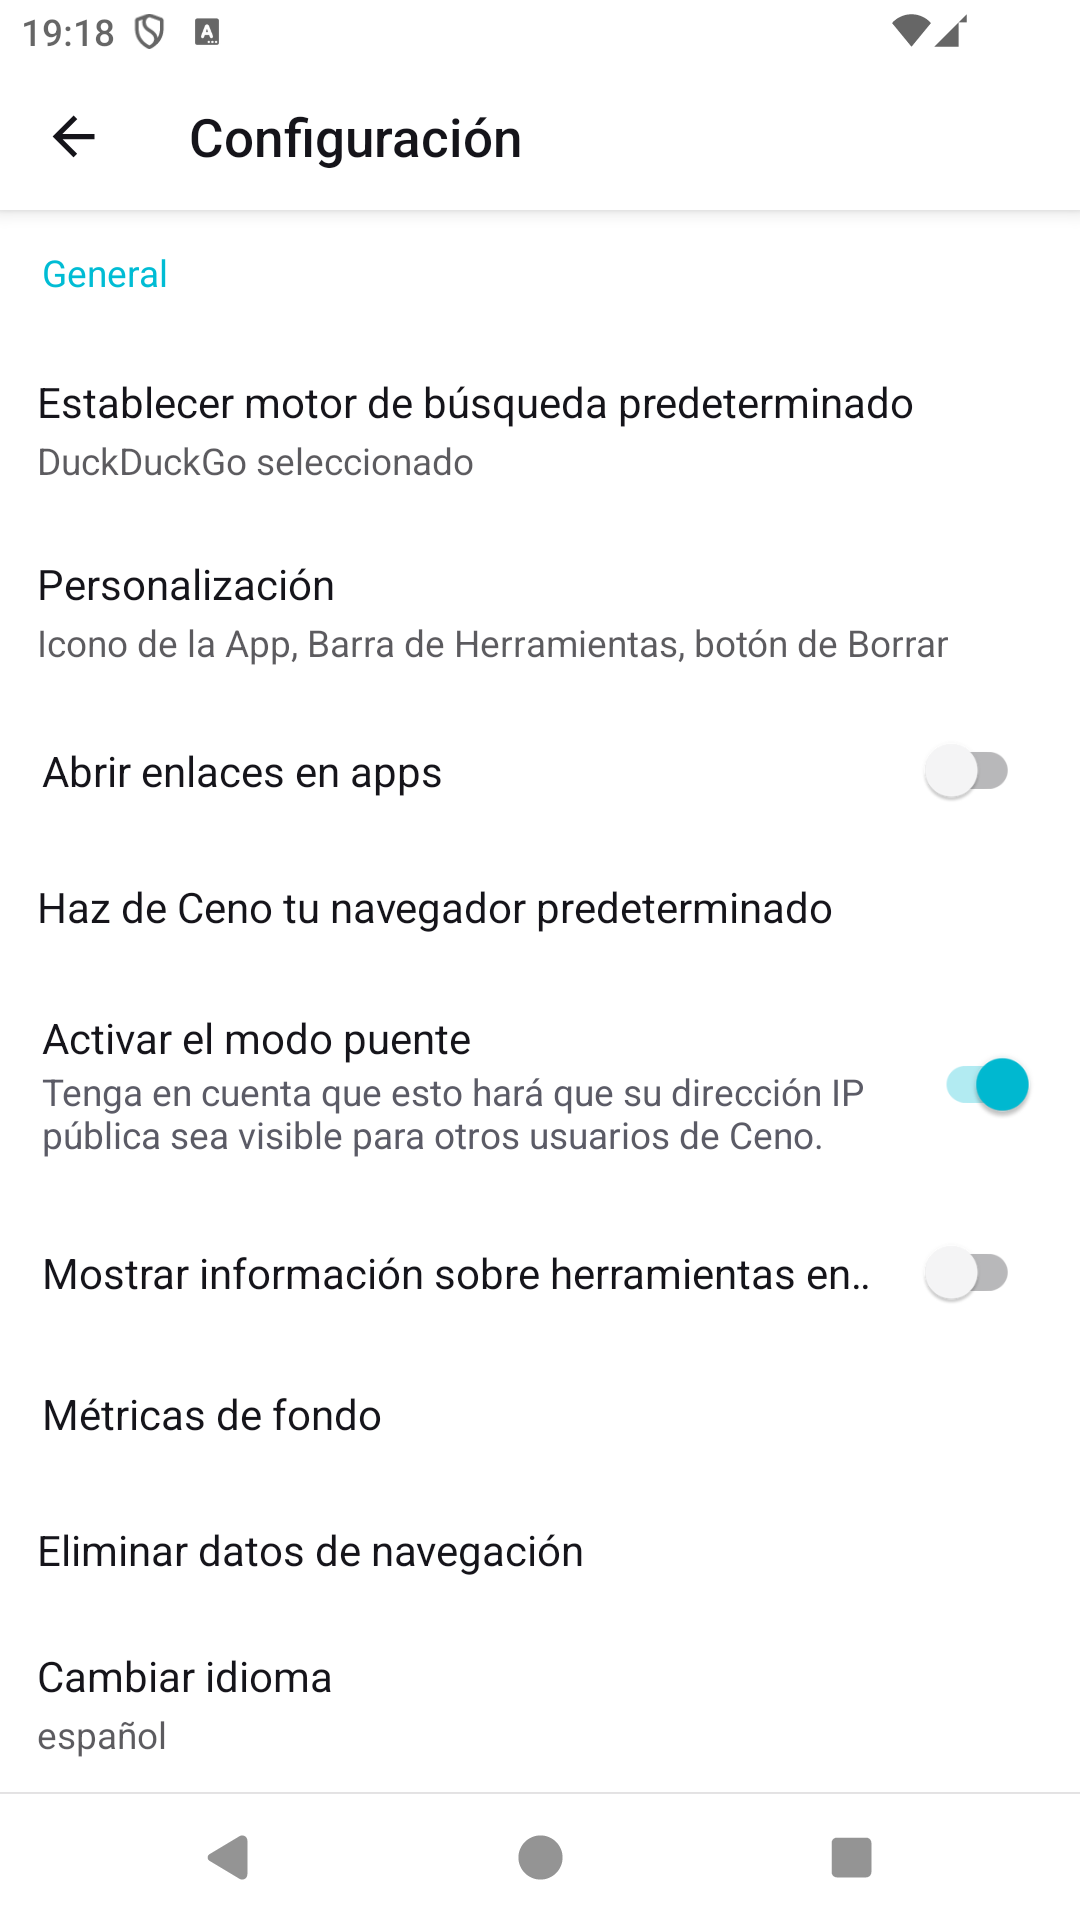 19:18
Configuración
General
Establecer motor de búsqueda predeterminado
DuckDuckGo seleccionado
Personalización
Icono de la App, Barra de Herramientas, botón de Borrar
Abrir enlaces en apps
Haz de Ceno tu navegador predeterminado
Activar el modo puente
Tenga en cuenta que esto hará que su dirección IP
pública sea visible para otros usuarios de Ceno.
Mostrar información sobre herramientas en..
Métricas de fondo
Eliminar datos de navegación
Cambiar idioma
español